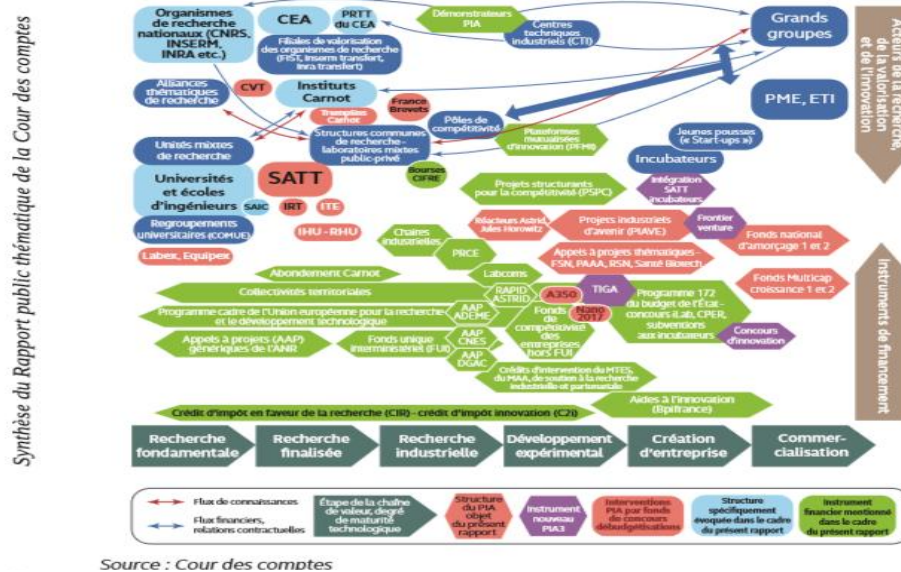 Synthèse du Rapport public thématique de la Cour des comptes
Organismes
de recherche
nationaux (CNRS,
INSERM,
INRA etc.)
CEA
PRTT
du CEA
Démonstrateurs
PIA
Centres
techniques
industriels (CTI)
Grands
groupes
Acteurs de la recherche,
de la valorisation
et de l'innovation
Filiales de valorisation
des organismes de recherche
(FIST, Inserm transfert,
Inra transfert)
Alliances
thématiques
de recherche
CVT
Instituts
Carnot
Tremplins
Carnot
France
Brevets
PME, ETI
Pôles de
compétitivité
Structures communes
de recherche-
laboratoires mixtes
public-privé
Plateformes
mutualisées
d'innovation (PFMI)
Jeunes pousses
(« Start-ups »)
Incubateurs
Unités mixtes
de recherche
Bourses
CIFRE
Universités
et écoles
d'ingénieurs
SATT
SAIC
IRT
ITE
IHU - RHU
Projets structurants
pour la compétitivité (PSPC)
Intégration
SATT
incubateurs
Regroupements
universitaires (COMUE)
Labex, Equipex
Chaires
industrielles
PRCE
Réacteurs Astrid,
Jules Horowitz
Projets industriels
d'avenir (PIAVE)
Frontier
venture
Fonds national
d'amorçage 1 et 2
Appels à projets thématiques -
FSN, PAAA, RSN, Santé Biotech
Fonds Multicap
croissance 1 et 2
Instruments de financement
Abondement Carnot
Labcoms
Collectivités territoriales
RAPID
ASTRID
A350
TIGA
Nano
2017
Programme 172
du budget de l'État -
concours iLab, CPER,
subventions
aux incubateurs
Programme cadre de l'Union européenne pour la recherche
et le développement technologique
AAP
ADEME
Fonds
de
compétitivité
des
entreprises
hors FUI
Concours
d'innovation
Appels à projets (AAP)
génériques de l'ANR
Fonds unique
interministériel (FUI)
AAP
CNES
AAP
DGAC
Crédits d'intervention du MTES,
du MAA, de soutien à la recherche
industrielle et partenariale
Crédit d'impôt en faveur de la recherche (CIR) - crédit d'impôt innovation (C2i)
Aides à l'innovation
(Bpifrance)
Recherche
fondamentale
Recherche
finalisée
Recherche
industrielle
Développement
expérimental
Création
d'entreprise
Commer-
cialisation
Flux de connaissances
Flux financiers,
relations contractuelles
Étape de la chaîne
de valeur, degré
de maturité
technologique
Structure
du PIA
objet
du présent
rapport
Instrument
nouveau
PIA3
Interventions
PIA par fonds
de concours
débudgétisations
Structure
spécifiquement
évoquée dans le cadre
du présent rapport
Instrument
financier mentionné
dans le cadre
du présent rapport
Source : Cour des comptes